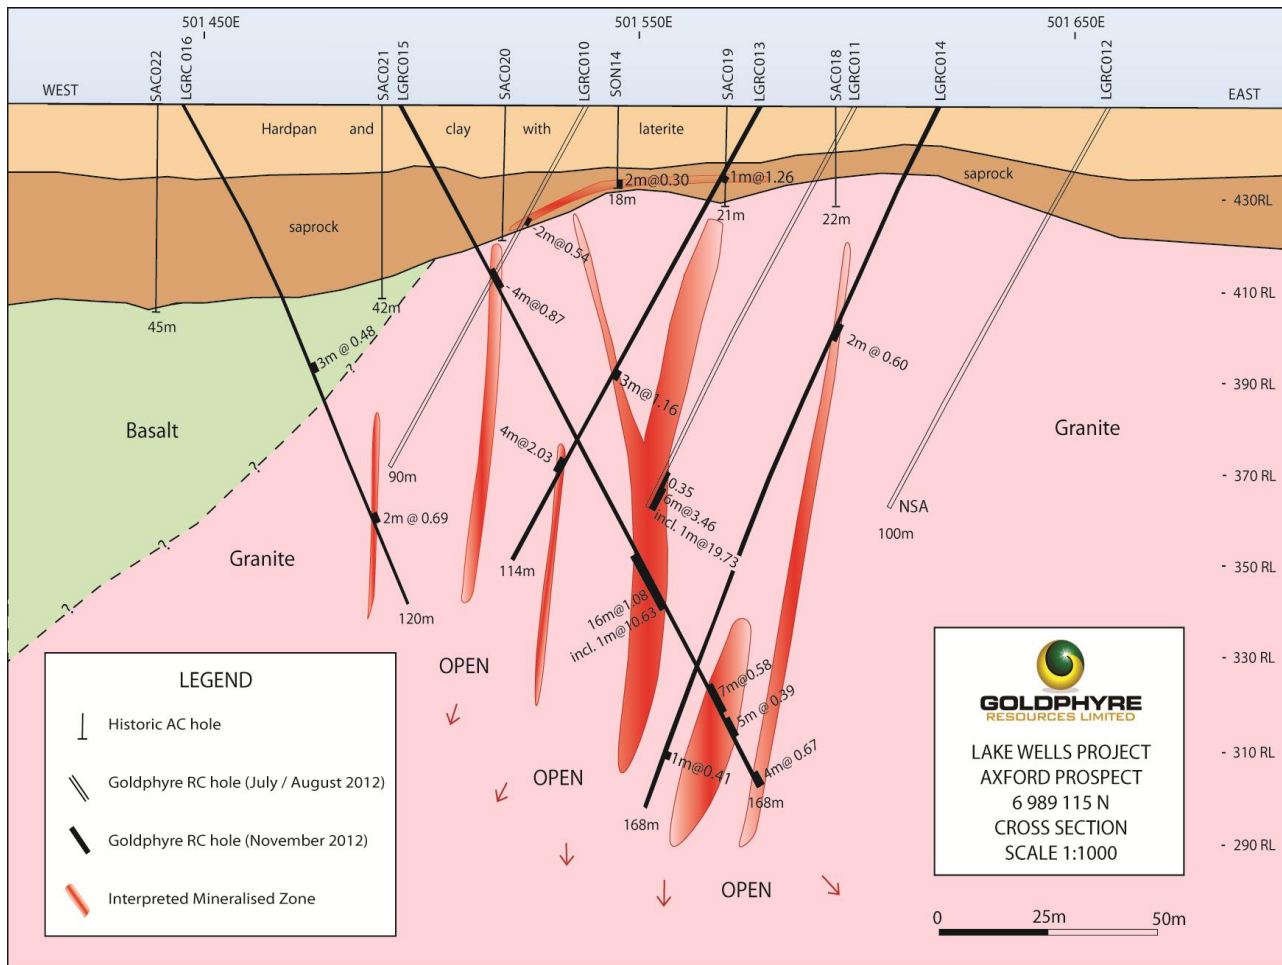 501 450E
501 550E
501 650E
WEST
SAC022
LGRC 016
SAC021
LGRC015
SAC020
LGRC010
SON14
SAC019
LGRC013
SAC018
LGRC011
LGRC014
LGRC012
EAST
Hardpan and clay with laterite
saprock
saprock
2m@0.30
18m
1m@1.26
21m
22m
430RL
-2m@0.54
- 4m@0.87
42m
45m
410 RL
3m @ 0.48
2m @ 0.60
3m@1.16
390 RL
Basalt
Granite
4m@2.03
?
?
?
?
90m
0.35
6m@3.46
incl. 1m@19.73
370 RL
NSA
100m
2m @ 0.69
Granite
114m
350 RL
120m
16m@1.08
incl. 1m@10.63
OPEN
330 RL
7m@0.58
5m @ 0.39
4m@ 0.67
1m@0.41
168m
168m
310 RL
OPEN
290 RL
OPEN
LEGEND
Historic AC hole
Goldphyre RC hole (July / August 2012)
Goldphyre RC hole (November 2012)
Interpreted Mineralised Zone
GOLDPHYRE
RESOURCES LIMITED
LAKE WELLS PROJECT
AXFORD PROSPECT
6 989 115 N
CROSS SECTION
SCALE 1:1000
0 25m 50m